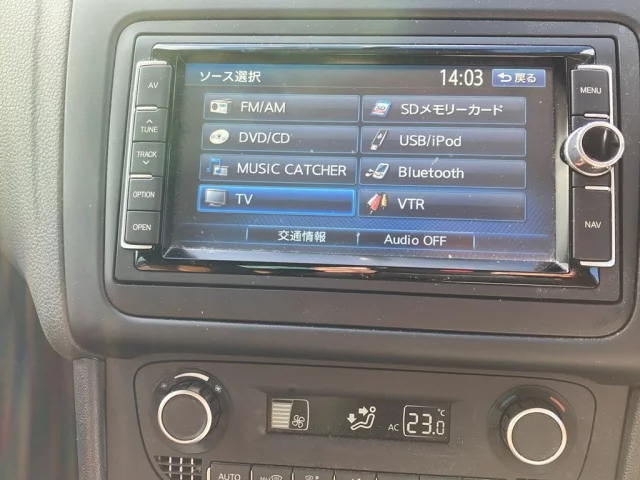 ソース選択 14:03 戻る
FM/AM SDメモリーカード
DVD/CD USB/iPod
MUSIC CATCHER Bluetooth
TV VTR
交通情報 Audio OFF
AV
TUNE
TRACK
OPTION
OPEN
MENU
NAV
AC 23.0 °C
AUTO